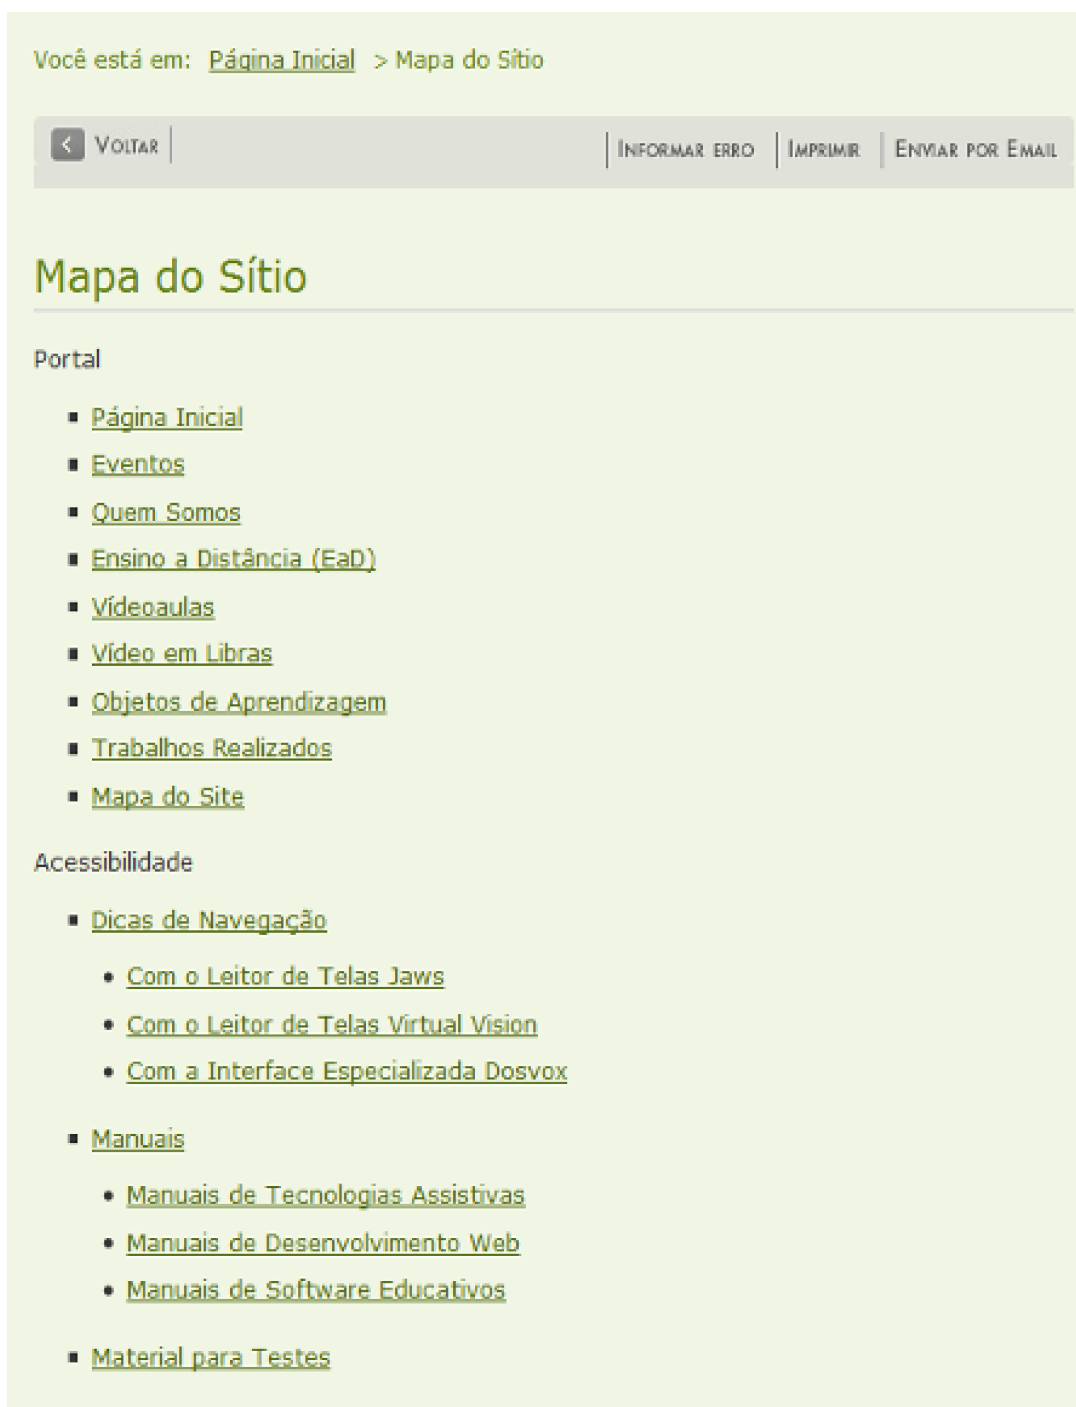 Você está em: Página Inicial > Mapa do Sítio
< Voltar | Informar erro | Imprimir | Enviar por Email
Mapa do Sítio
Portal
Página Inicial
Eventos
Quem Somos
Ensino a Distância (EaD)
Vídeoaulas
Vídeo em Libras
Objetos de Aprendizagem
Trabalhos Realizados
Mapa do Site
Acessibilidade
Dicas de Navegação
Com o Leitor de Telas Jaws
Com o Leitor de Telas Virtual Vision
Com a Interface Especializada Dosvox
Manuais
Manuais de Tecnologias Assistivas
Manuais de Desenvolvimento Web
Manuais de Software Educativos
Material para Testes